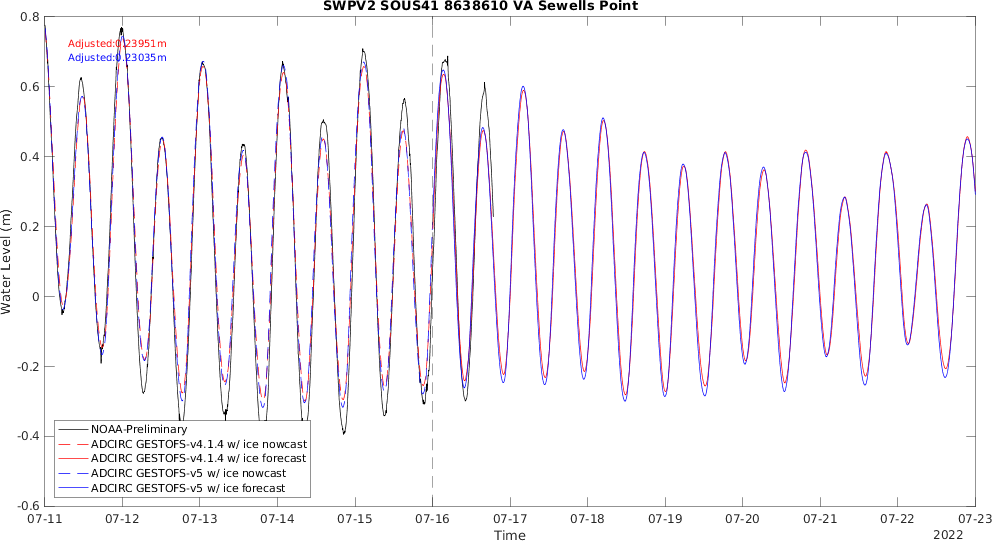 SWPV2 SOUS41 8638610 VA Sewells Point
Adjusted:0.23951m
Adjusted:0.23035m
Water Level (m)
0.8
0.6
0.4
0.2
0
-0.2
-0.4
-0.6
NOAA-Preliminary
ADCIRC GESTOFS-v4.1.4 w/ ice nowcast
ADCIRC GESTOFS-v4.1.4 w/ ice forecast
ADCIRC GESTOFS-v5 w/ ice nowcast
ADCIRC GESTOFS-v5 w/ ice forecast
07-11 07-12 07-13 07-14 07-15 07-16 07-17 07-18 07-19 07-20 07-21 07-22 07-23
Time
2022